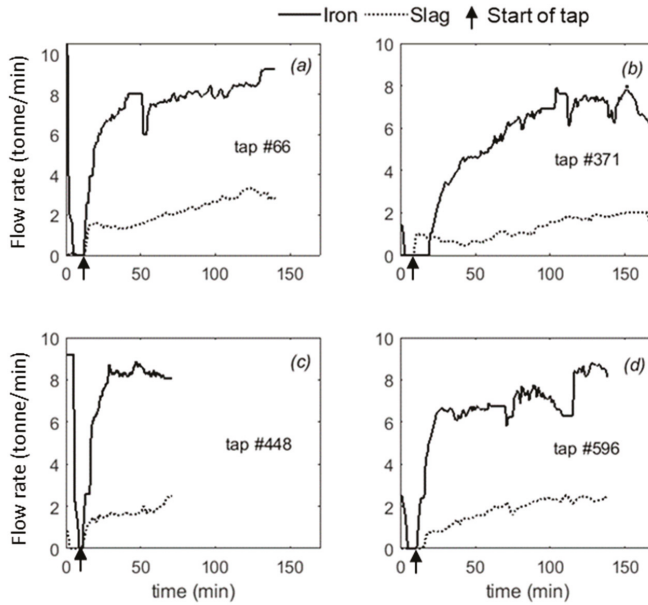 Iron Slag Start of tap
Flow rate (tonne/min)
10
8
6
4
2
0
(a)
tap #66
0 50 100 150
10
8
6
4
2
0
(b)
tap #371
0 50 100 150
Flow rate (tonne/min)
10
8
6
4
2
0
(c)
tap #448
0 50 100 150
time (min)
10
8
6
4
2
0
(d)
tap #596
0 50 100 150
time (min)